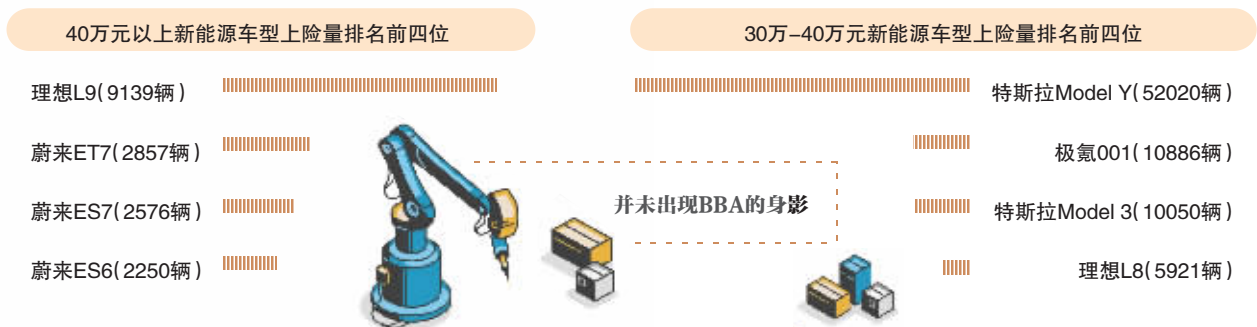 40万元以上新能源车型上险量排名前四位
理想L9(9139辆)
蔚来ET7(2857辆)
蔚来ES7(2576辆)
蔚来ES6(2250辆)
并未出现BBA的身影
30万-40万元新能源车型上险量排名前四位
特斯拉Model Y(52020辆)
极氪001(10886辆)
特斯拉Model 3(10050辆)
理想L8(5921辆)